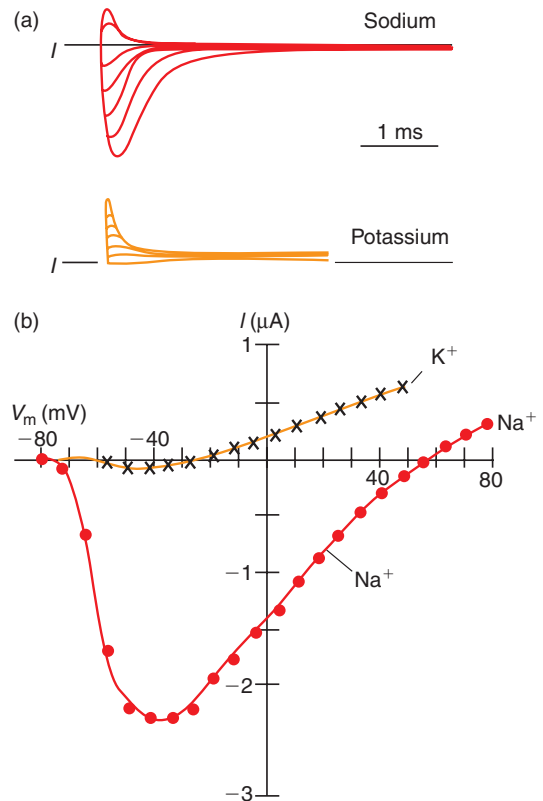 (a)
Sodium
I
1 ms
Potassium
I
(b)
I (μA)
1
K⁺
Vm (mV)
Na⁺
−80
−40
40
80
−1
Na⁺
−2
−3